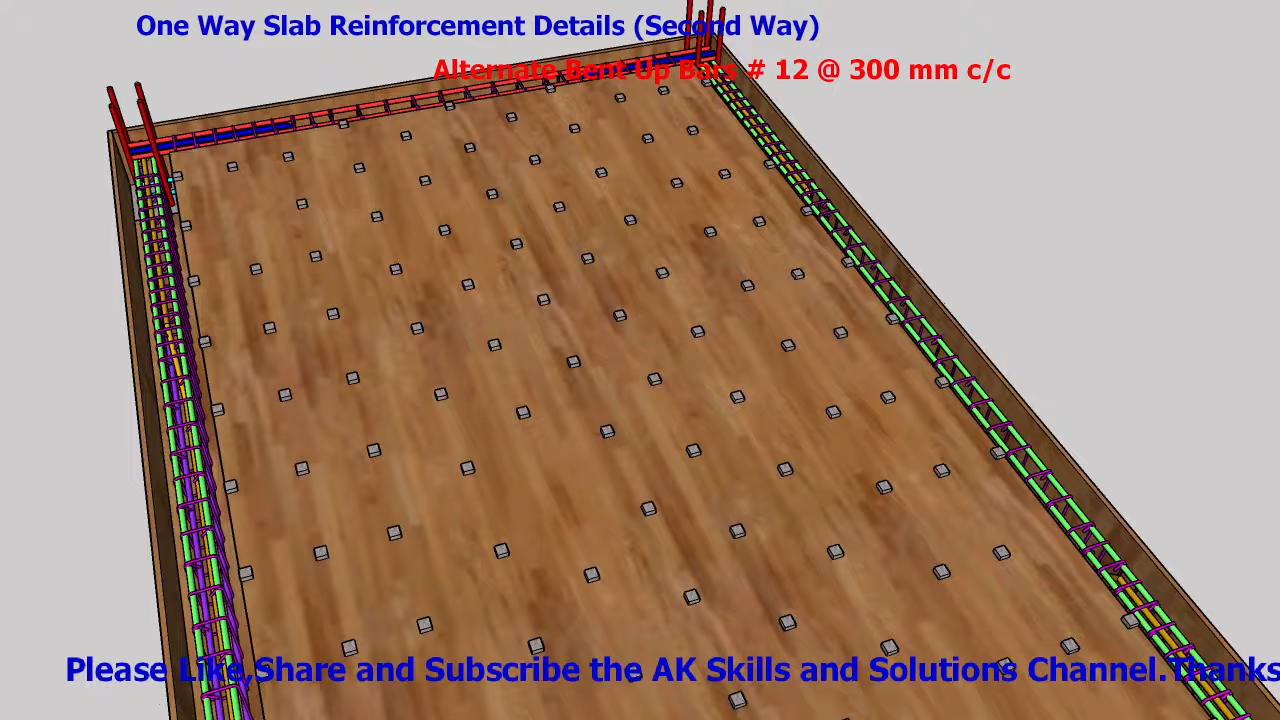 One Way Slab Reinforcement Details (Second Way)
Alternate Bent Up Bars # 12 @ 300 mm c/c
Please Like,Share and Subscribe the AK Skills and Solutions Channel.Thanks